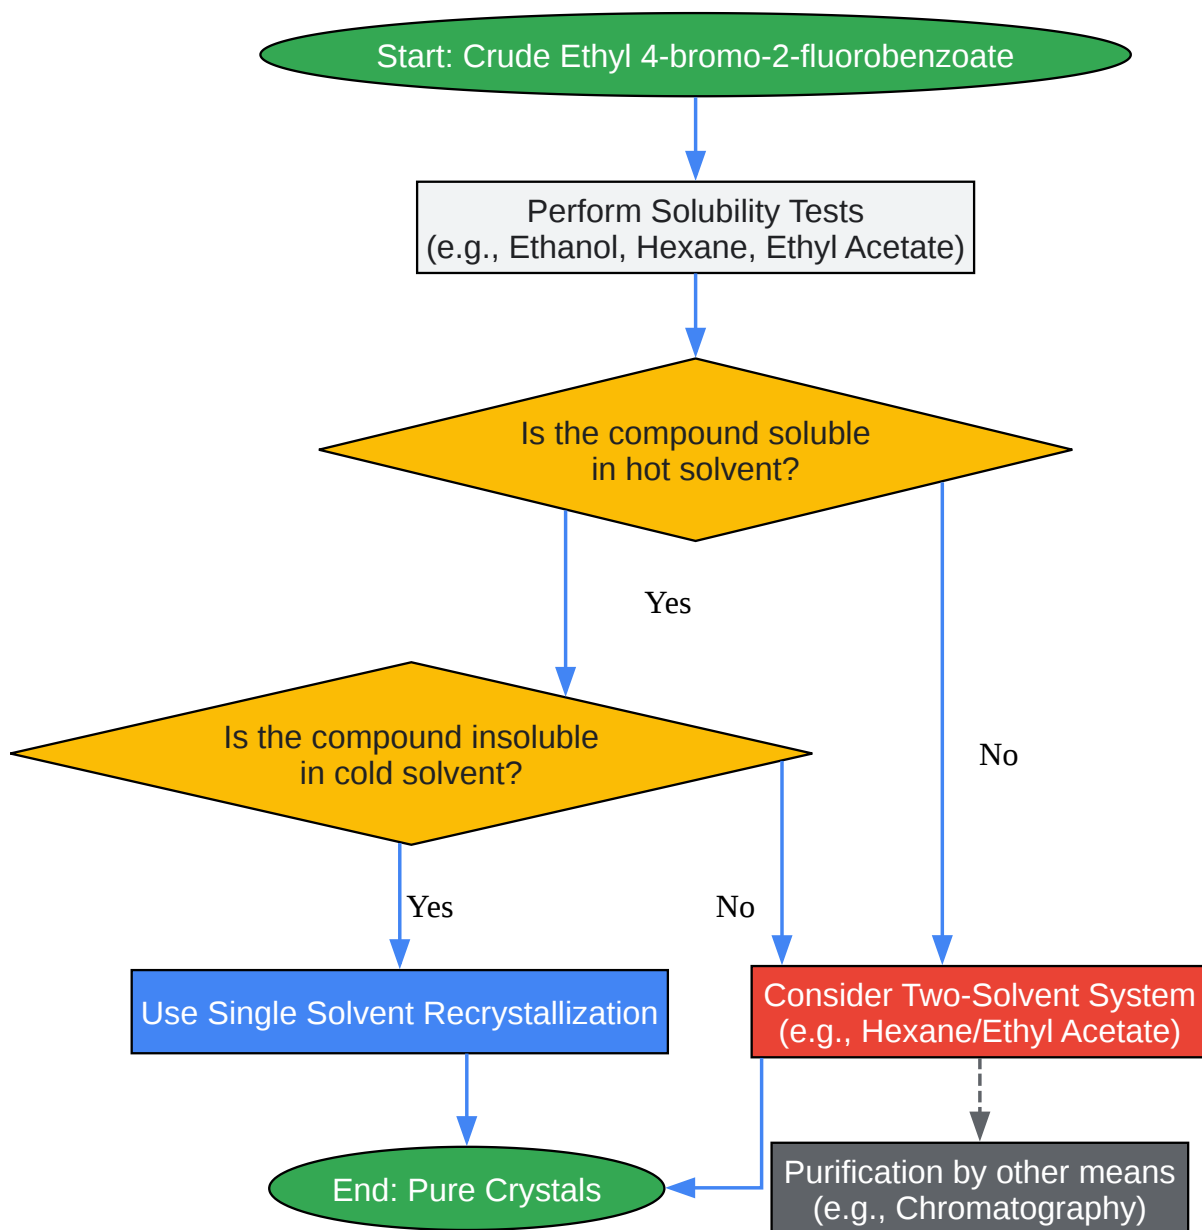 Start: Crude Ethyl 4-bromo-2-fluorobenzoate
Perform Solubility Tests
(e.g., Ethanol, Hexane, Ethyl Acetate)
Is the compound soluble
in hot solvent?
Yes
Is the compound insoluble
in cold solvent?
No
Yes
No
Use Single Solvent Recrystallization
Consider Two-Solvent System
(e.g., Hexane/Ethyl Acetate)
End: Pure Crystals
Purification by other means
(e.g., Chromatography)